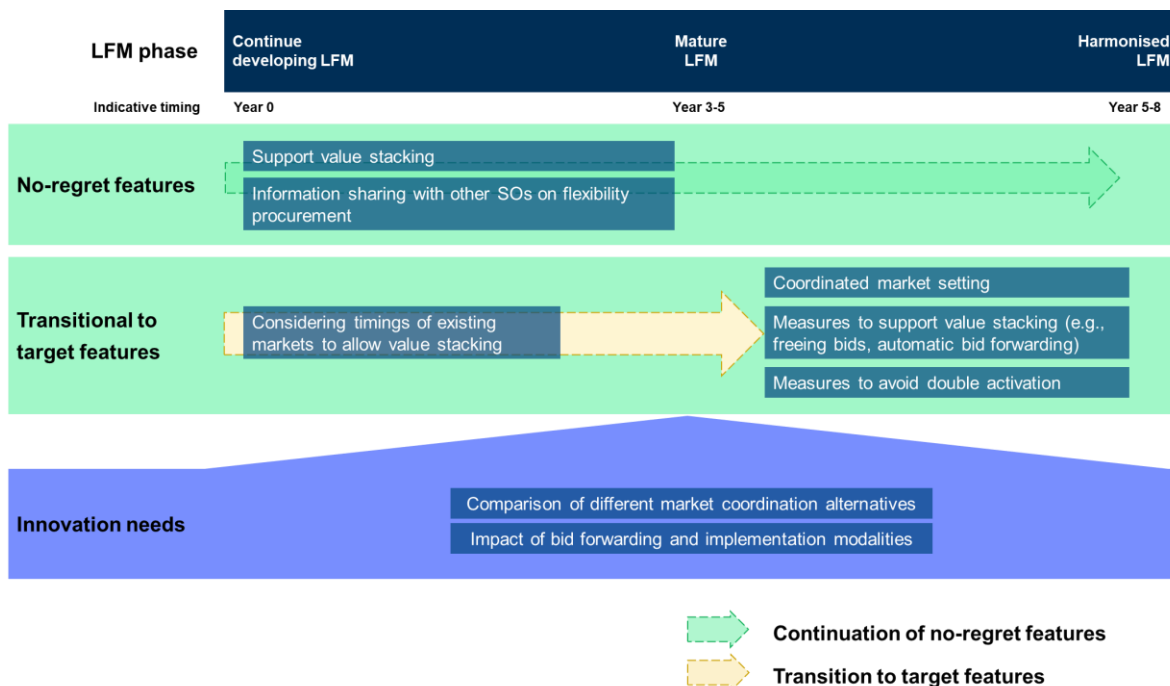 LFM phase
Continue
developing LFM
Mature
LFM
Harmonised
LFM
Indicative timing
Year 0
Year 3-5
Year 5-8
No-regret features
Support value stacking
Information sharing with other SOs on flexibility
procurement
Transitional to
target features
Considering timings of existing
markets to allow value stacking
Coordinated market setting
Measures to support value stacking (e.g.,
freeing bids, automatic bid forwarding)
Measures to avoid double activation
Innovation needs
Comparison of different market coordination alternatives
Impact of bid forwarding and implementation modalities
Continuation of no-regret features
Transition to target features